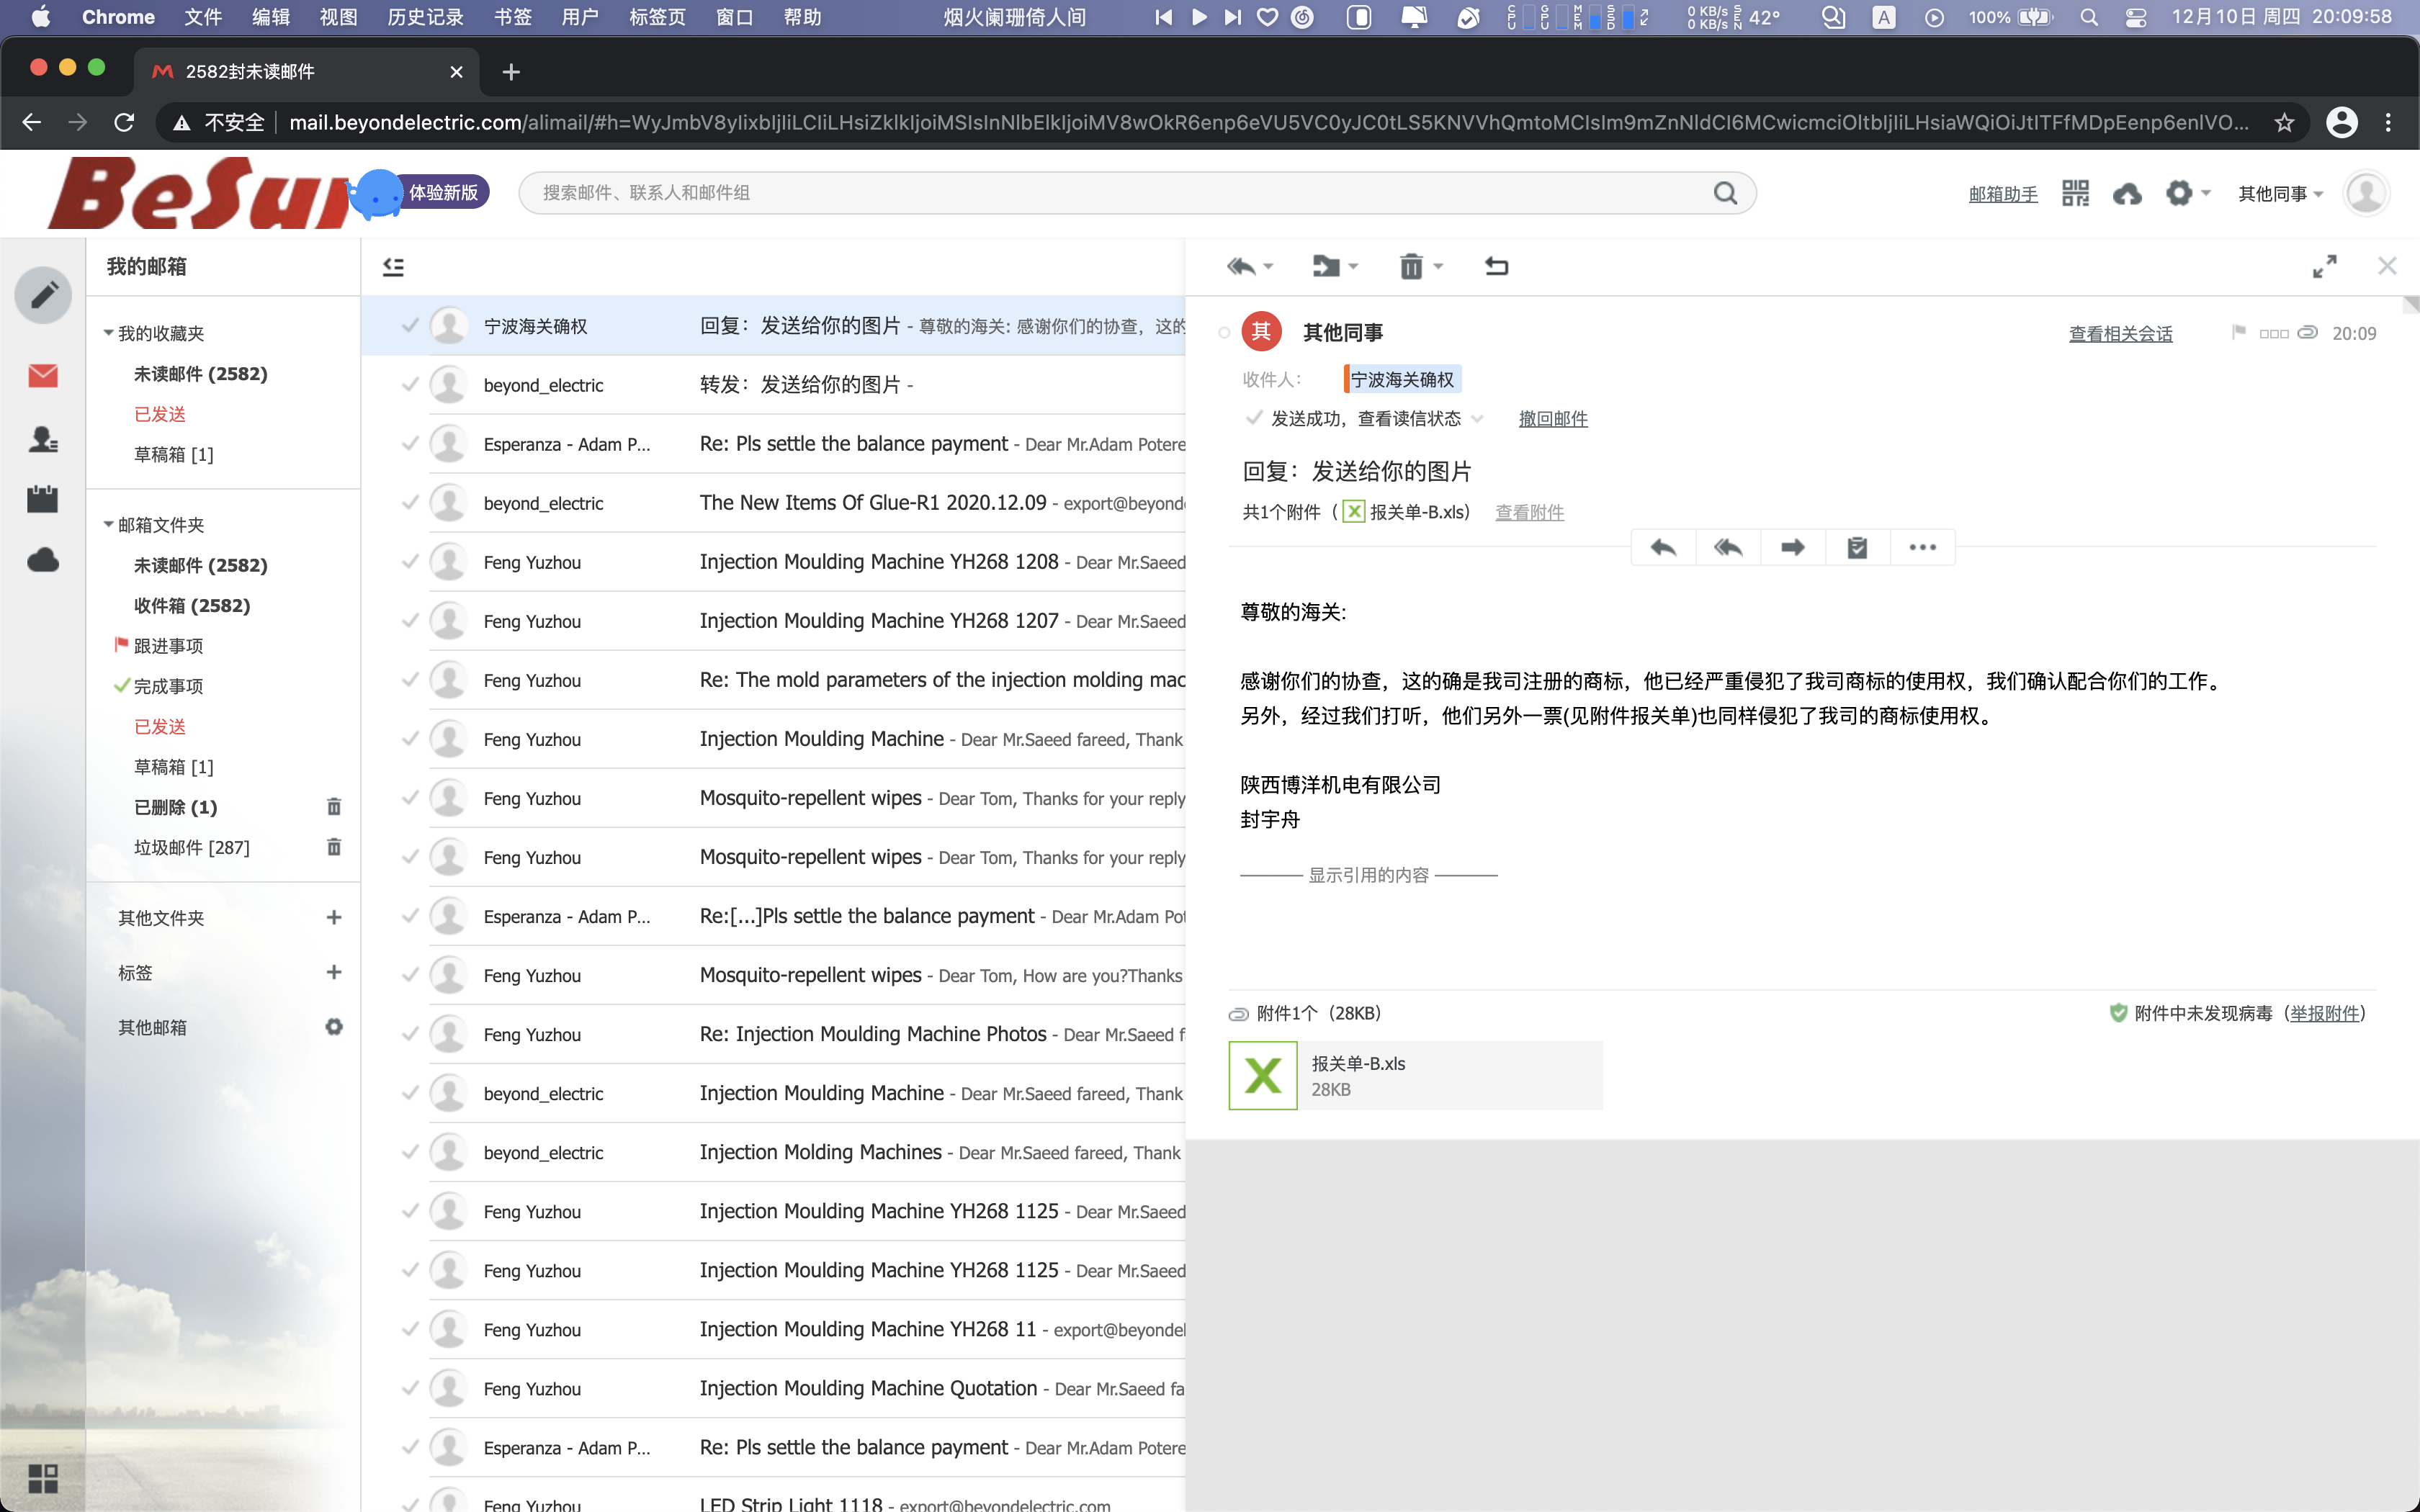 Chrome 文件 编辑 视图 历史记录 书签 用户 标签页 窗口 帮助 烟火阑珊倚人间 CPU GPU MEM SSD 0 KB/s 0 KB/s SEN 42° A 100% 12月10日 周四 20:09:58
2582封未读邮件
不安全 mail.beyondelectric.com/alimail/#h=
BeSun 体验新版 搜索邮件、联系人和邮件组 邮箱助手 其他同事
我的邮箱
我的收藏夹
未读邮件 (2582)
已发送
草稿箱 [1]
邮箱文件夹
未读邮件 (2582)
收件箱 (2582)
跟进事项
完成事项
已发送
草稿箱 [1]
已删除 (1)
垃圾邮件 [287]
其他文件夹
标签
其他邮箱
宁波海关确权 回复：发送给你的图片 - 尊敬的海关: 感谢你们的协查，这的
beyond_electric 转发：发送给你的图片 -
Esperanza - Adam P... Re: Pls settle the balance payment - Dear Mr.Adam Potere
beyond_electric The New Items Of Glue-R1 2020.12.09 - export@beyond
Feng Yuzhou Injection Moulding Machine YH268 1208 - Dear Mr.Saeed
Feng Yuzhou Injection Moulding Machine YH268 1207 - Dear Mr.Saeed
Feng Yuzhou Re: The mold parameters of the injection molding mac
Feng Yuzhou Injection Moulding Machine - Dear Mr.Saeed fareed, Thank
Feng Yuzhou Mosquito-repellent wipes - Dear Tom, Thanks for your reply
Feng Yuzhou Mosquito-repellent wipes - Dear Tom, Thanks for your reply
Esperanza - Adam P... Re:[...]Pls settle the balance payment - Dear Mr.Adam Pot
Feng Yuzhou Mosquito-repellent wipes - Dear Tom, How are you?Thanks
Feng Yuzhou Re: Injection Moulding Machine Photos - Dear Mr.Saeed f
beyond_electric Injection Moulding Machine - Dear Mr.Saeed fareed, Thank
beyond_electric Injection Molding Machines - Dear Mr.Saeed fareed, Thank
Feng Yuzhou Injection Moulding Machine YH268 1125 - Dear Mr.Saeed
Feng Yuzhou Injection Moulding Machine YH268 1125 - Dear Mr.Saeed
Feng Yuzhou Injection Moulding Machine YH268 11 - export@beyondel
Feng Yuzhou Injection Moulding Machine Quotation - Dear Mr.Saeed fa
Esperanza - Adam P... Re: Pls settle the balance payment - Dear Mr.Adam Potere
Feng Yuzhou LED Strip Light 1118 - export@beyondelectric.com
其 其他同事 查看相关会话 20:09
收件人： 宁波海关确权
发送成功，查看读信状态 撤回邮件
回复：发送给你的图片
共1个附件（ 报关单-B.xls） 查看附件
尊敬的海关:
感谢你们的协查，这的确是我司注册的商标，他已经严重侵犯了我司商标的使用权，我们确认配合你们的工作。
另外，经过我们打听，他们另外一票(见附件报关单)也同样侵犯了我司的商标使用权。
陕西博洋机电有限公司
封宇舟
显示引用的内容
附件1个（28KB） 附件中未发现病毒（举报附件）
报关单-B.xls
28KB